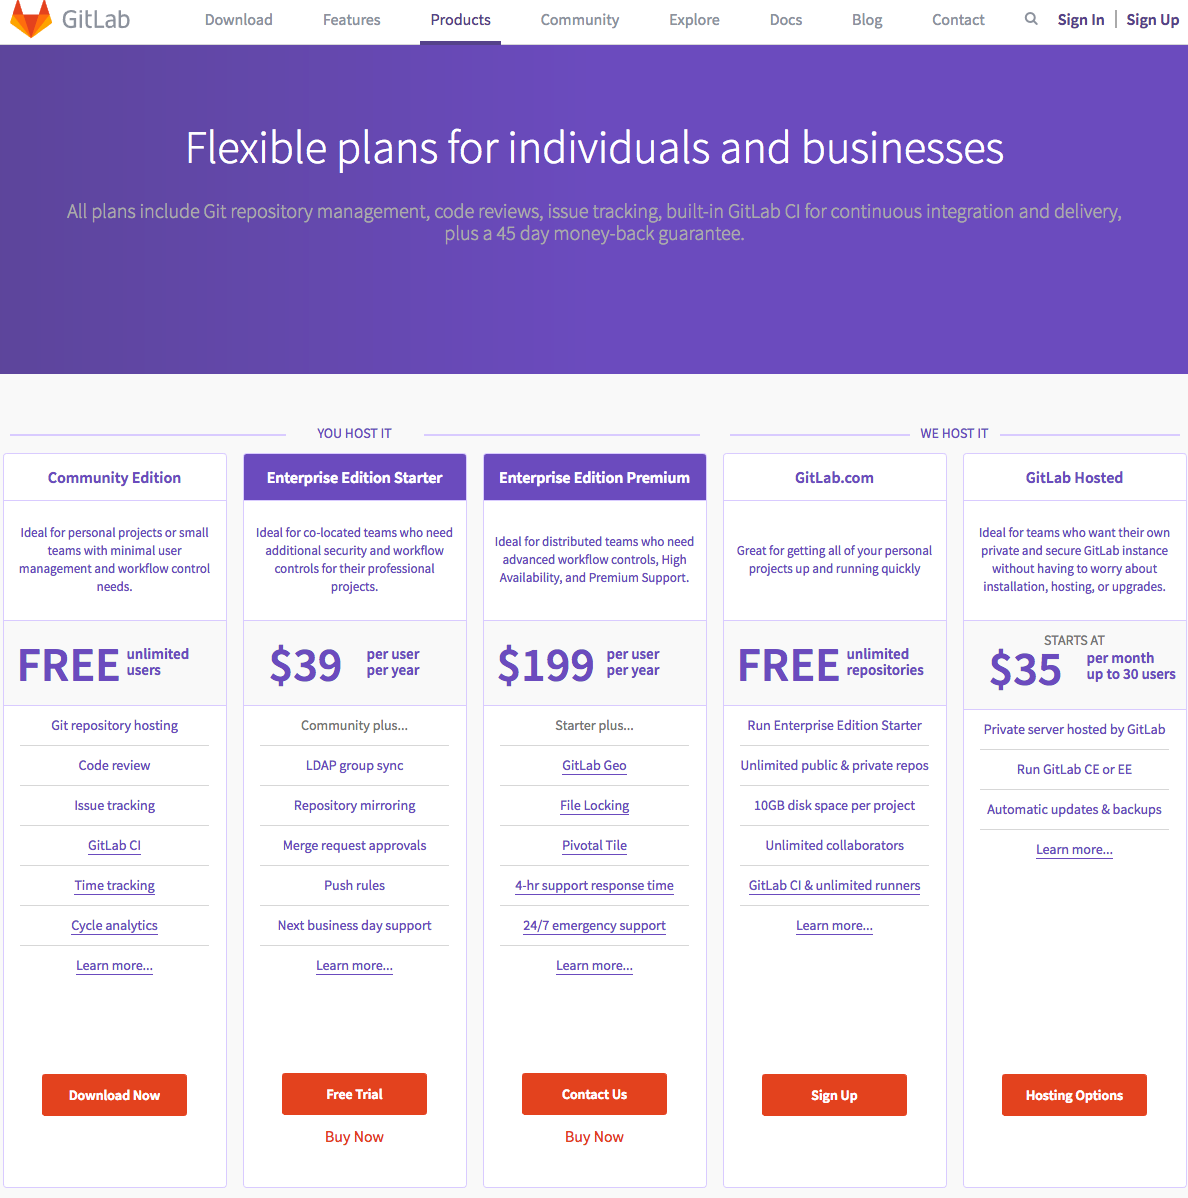 GitLab
Download
Features
Products
Community
Explore
Docs
Blog
Contact
Sign In
Sign Up
Flexible plans for individuals and businesses
All plans include Git repository management, code reviews, issue tracking, built-in GitLab CI for continuous integration and delivery,
plus a 45 day money-back guarantee.
YOU HOST IT
Community Edition
Ideal for personal projects or small
teams with minimal user
management and workflow control
needs.
FREE
unlimited
users
Git repository hosting
Code review
Issue tracking
GitLab CI
Time tracking
Cycle analytics
Learn more...
Download Now
Enterprise Edition Starter
Ideal for co-located teams who need
additional security and workflow
controls for their professional
projects.
$39
per user
per year
Community plus...
LDAP group sync
Repository mirroring
Merge request approvals
Push rules
Next business day support
Learn more...
Free Trial
Buy Now
Enterprise Edition Premium
Ideal for distributed teams who need
advanced workflow controls, High
Availability, and Premium Support.
$199
per user
per year
Starter plus...
GitLab Geo
File Locking
Pivotal Tile
4-hr support response time
24/7 emergency support
Learn more...
Contact Us
Buy Now
WE HOST IT
GitLab.com
Great for getting all of your personal
projects up and running quickly
FREE
unlimited
repositories
Run Enterprise Edition Starter
Unlimited public & private repos
10GB disk space per project
Unlimited collaborators
GitLab CI & unlimited runners
Learn more...
Sign Up
GitLab Hosted
Ideal for teams who want their own
private and secure GitLab instance
without having to worry about
installation, hosting, or upgrades.
STARTS AT
$35
per month
up to 30 users
Private server hosted by GitLab
Run GitLab CE or EE
Automatic updates & backups
Learn more...
Hosting Options